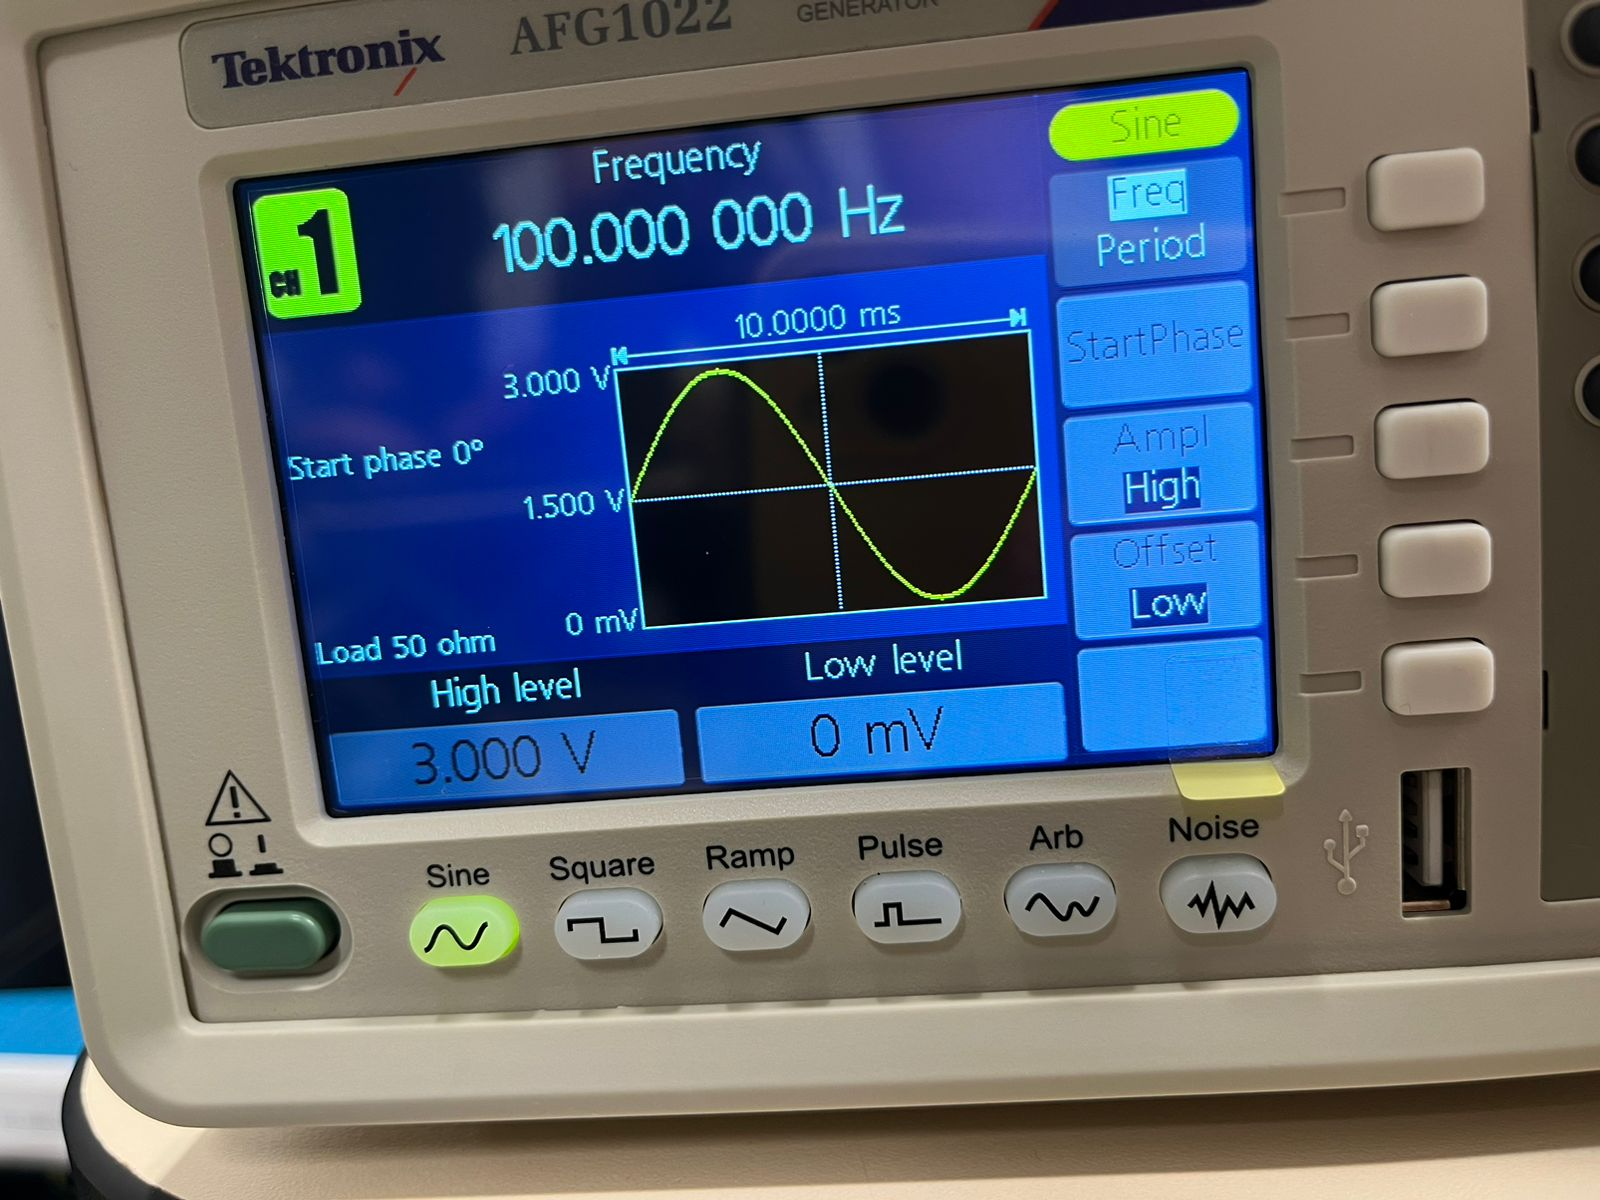 Tektronix AFG1022 GENERATOR
Sine
Frequency
CH 1
100.000 000 Hz
Freq
Period
10.0000 ms
StartPhase
3.000 V
Start phase 0°
Ampl
High
1.500 V
Offset
Low
0 mV
Load 50 ohm
High level
Low level
3.000 V
0 mV
Sine
Square
Ramp
Pulse
Arb
Noise